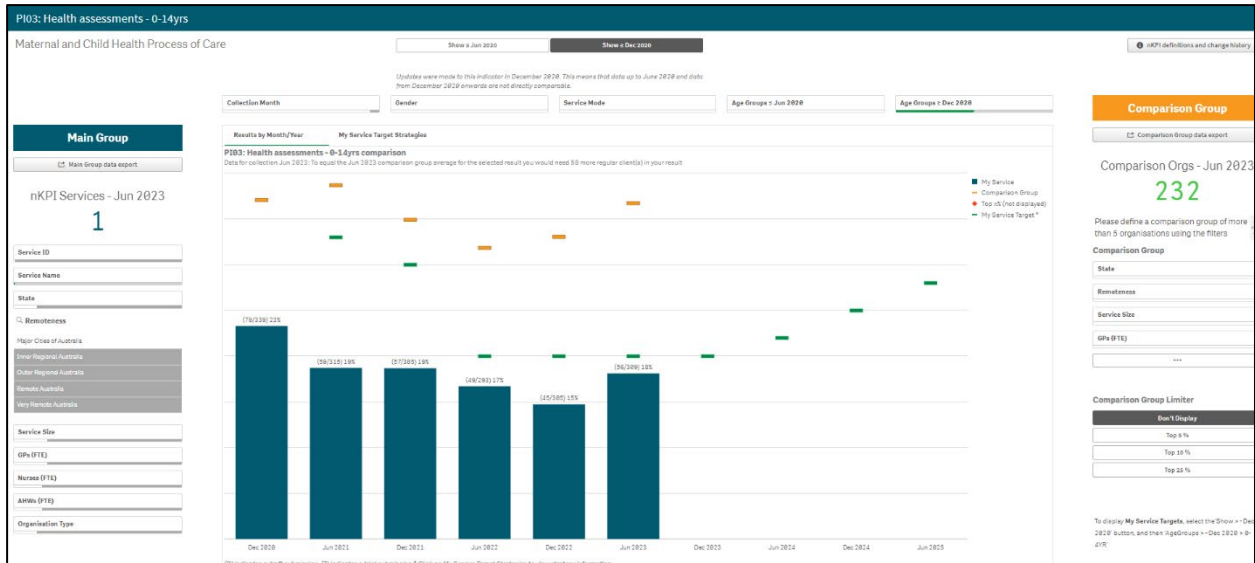 PI03: Health assessments - 0-14yrs
Maternal and Child Health Process of Care
Show ≤ Jun 2020
Show ≥ Dec 2020
nKPI definitions and change history
Updates were made to this indicator in December 2020. This means that data up to June 2020 and data
from December 2020 onwards are not directly comparable.
Collection Month
Gender
Service Mode
Age Groups ≤ Jun 2020
Age Groups ≥ Dec 2020
Main Group
Main Group data export
nKPI Services - Jun 2023
1
Service ID
Service Name
State
Remoteness
Major Cities of Australia
Inner Regional Australia
Outer Regional Australia
Remote Australia
Very Remote Australia
Service Size
GPs (FTE)
Nurses (FTE)
AHWs (FTE)
Organisation Type
Results by Month/Year
My Service Target Strategies
PI03: Health assessments - 0-14yrs comparison
Data for collection Jun 2023: To equal the Jun 2023 comparison group average for the selected result you would need 58 more regular client(s) in your result
My Service
Comparison Group
Top x% (not displayed)
My Service Target *
(78/339) 23%
(59/315) 19%
(57/305) 19%
(49/293) 17%
(45/305) 15%
(56/309) 18%
Dec 2020
Jun 2021
Dec 2021
Jun 2022
Dec 2022
Jun 2023
Dec 2023
Jun 2024
Dec 2024
Jun 2025
Comparison Group
Comparison Group data export
Comparison Orgs - Jun 2023
232
Please define a comparison group of more
than 5 organisations using the filters
Comparison Group
State
Remoteness
Service Size
GPs (FTE)
...
Comparison Group Limiter
Don't Display
Top 5 %
Top 10 %
Top 25 %
To display My Service Targets, select the 'Show >=Dec
2020' button, and then 'AgeGroups >=Dec 2020 > 0-
4YR'